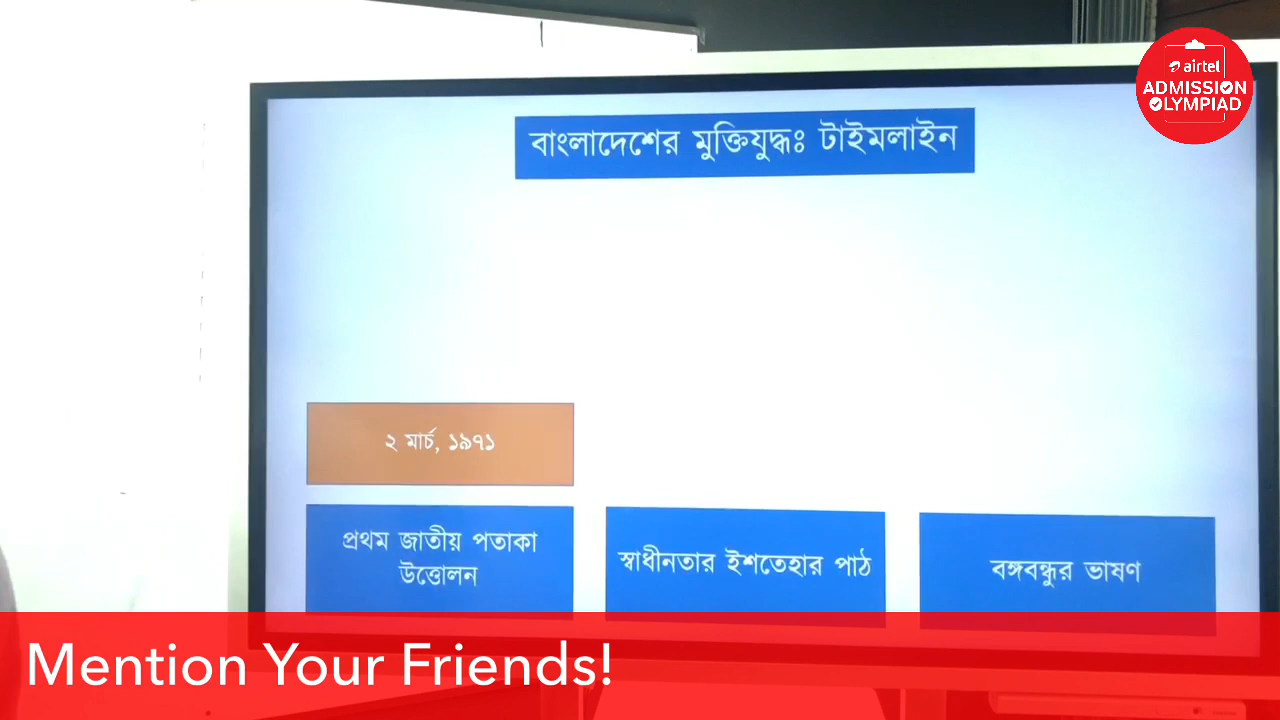 airtel
ADMISSION
OLYMPIAD
বাংলাদেশের মুক্তিযুদ্ধঃ টাইমলাইন
২ মার্চ, ১৯৭১
প্রথম জাতীয় পতাকা
উত্তোলন
স্বাধীনতার ইশতেহার পাঠ
বঙ্গবন্ধুর ভাষণ
Mention Your Friends!